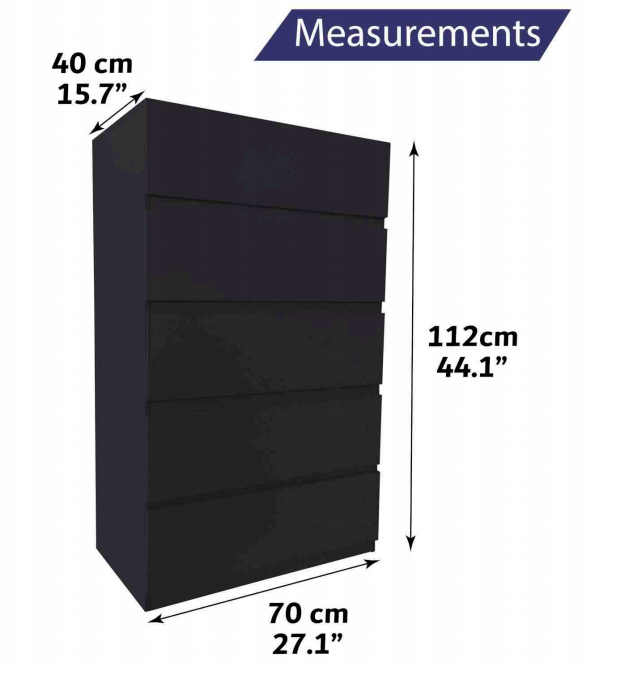 Measurements
40 cm
15.7”
112cm
44.1”
70 cm
27.1”